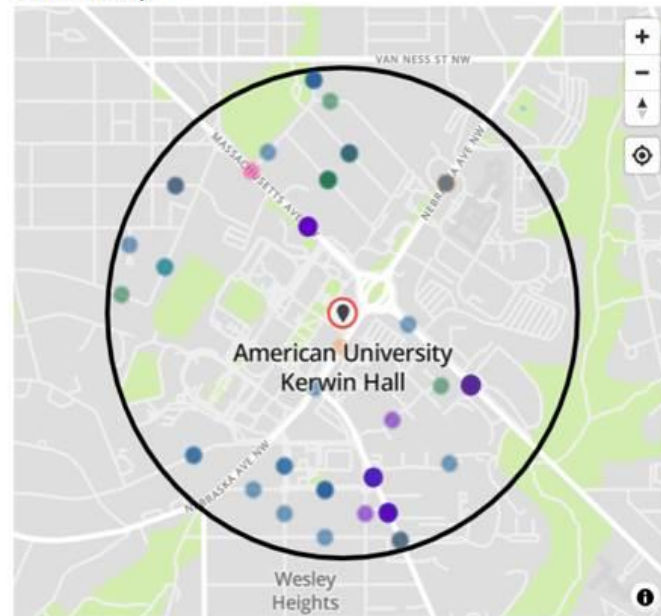 VAN NESS ST NW
MASSACHUSETTS AVE
NEBRASKA AVE NW
American University
Kerwin Hall
NEBRASKA AVE NW
Wesley
Heights